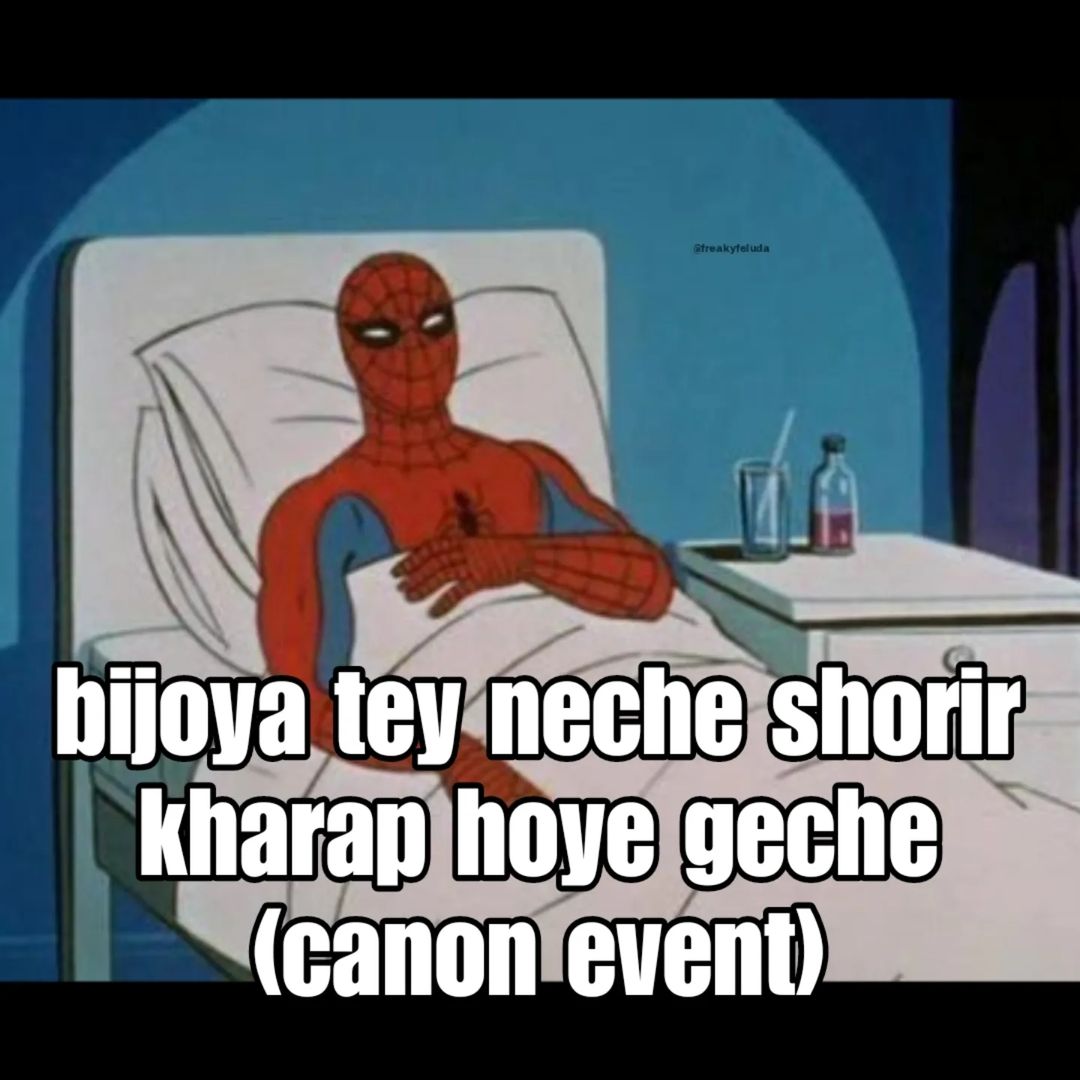 @freakyfeluda
bijoya tey neche shorir
kharap hoye geche
(canon event)